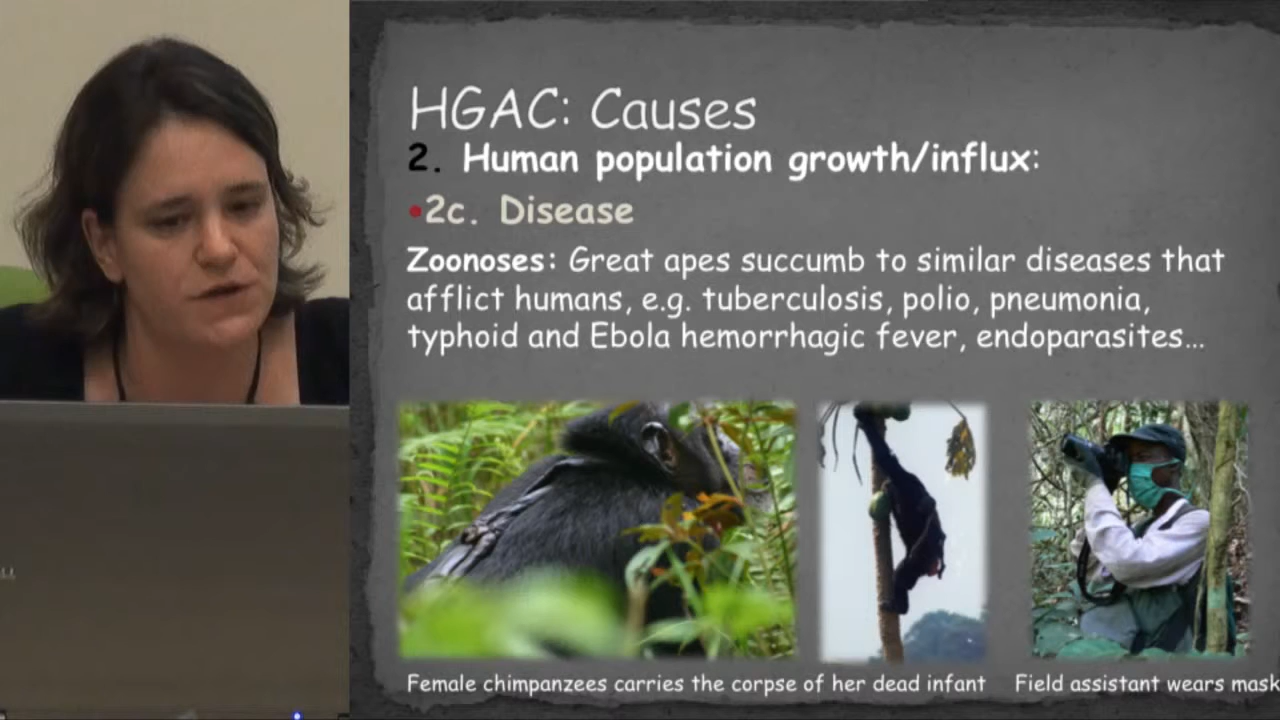 HGAC: Causes
2. Human population growth/influx:
•2c. Disease
Zoonoses: Great apes succumb to similar diseases that
afflict humans, e.g. tuberculosis, polio, pneumonia,
typhoid and Ebola hemorrhagic fever, endoparasites…
Female chimpanzees carries the corpse of her dead infant
Field assistant wears mask